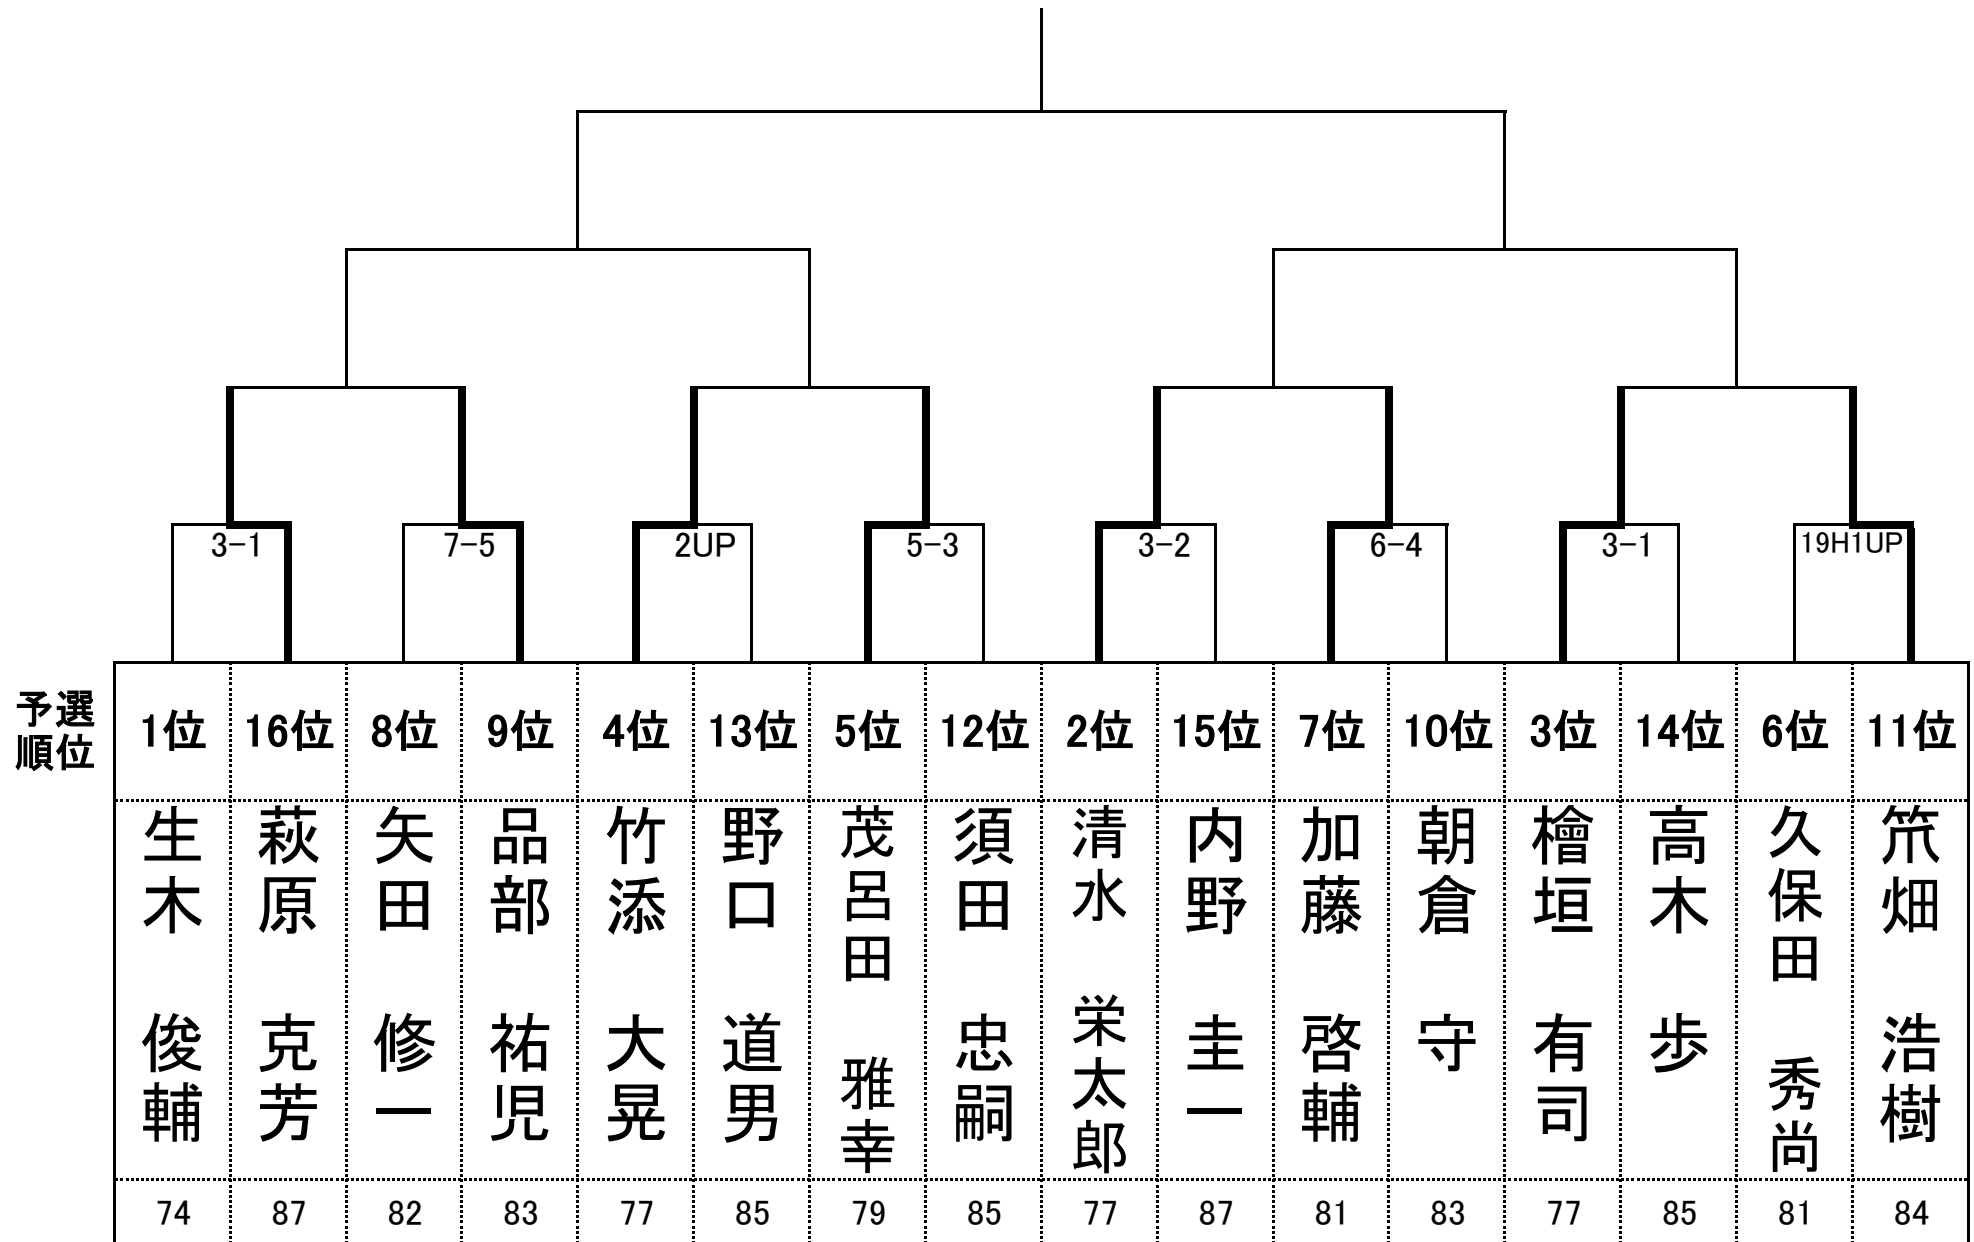 3-1
7-5
2UP
5-3
3-2
6-4
3-1
19H1UP
予選
順位
1位
16位
8位
9位
4位
13位
5位
12位
2位
15位
7位
10位
3位
14位
6位
11位
生木 俊輔
萩原 克芳
矢田 修一
品部 祐児
竹添 大晃
野口 道男
茂呂田 雅幸
須田 忠嗣
清水 栄太郎
内野 圭一
加藤 啓輔
朝倉 守
檜垣 有司
高木 歩
久保田 秀尚
笊畑 浩樹
74
87
82
83
77
85
79
85
77
87
81
83
77
85
81
84